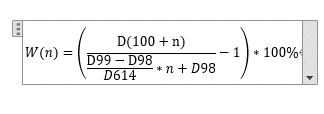 W(n) = ( D(100 + n) / ( (D99 − D98) / D614 * n + D98 ) − 1 ) * 100%